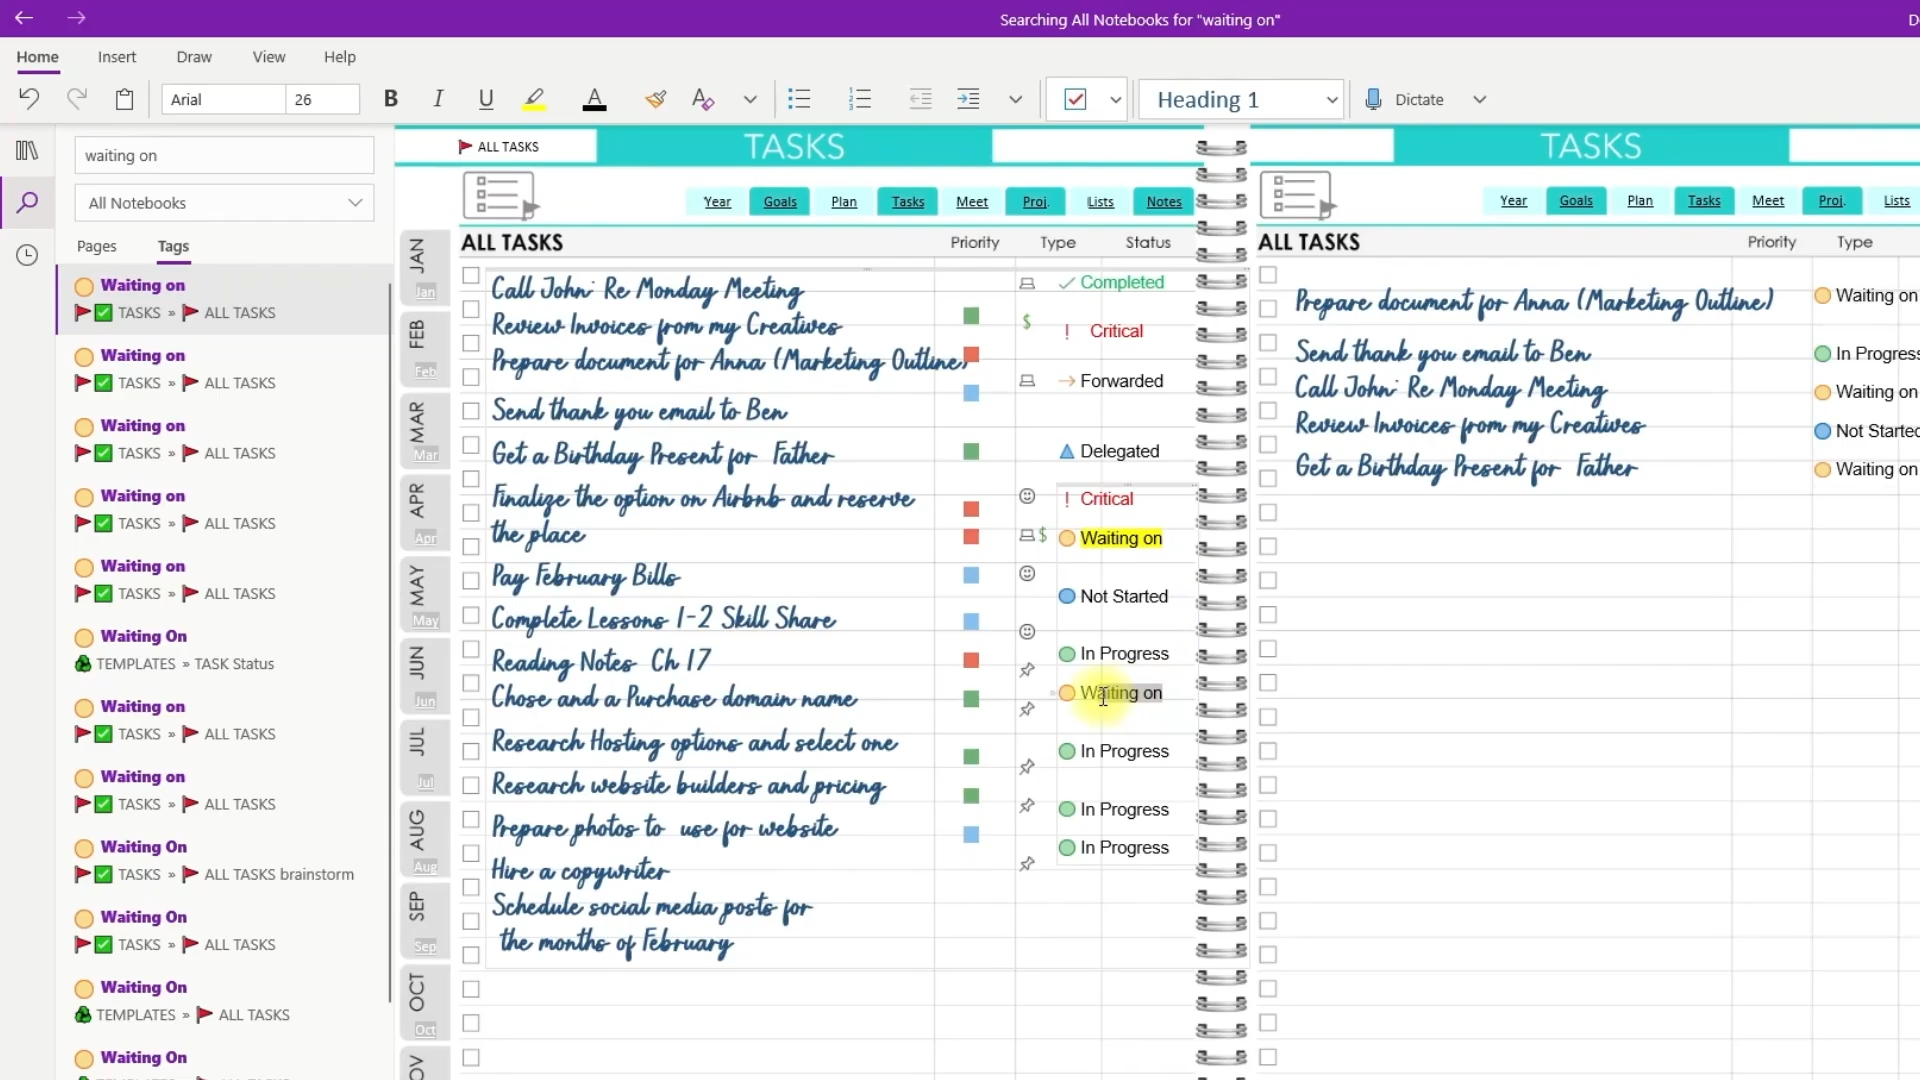 Searching All Notebooks for "waiting on"
Home Insert Draw View Help
Arial 26 B I U A Heading 1 Dictate
waiting on
All Notebooks
Pages Tags
Waiting on
TASKS » ALL TASKS
Waiting on
TASKS » ALL TASKS
Waiting on
TASKS » ALL TASKS
Waiting on
TASKS » ALL TASKS
Waiting on
TASKS » ALL TASKS
Waiting On
TEMPLATES » TASK Status
Waiting on
TASKS » ALL TASKS
Waiting on
TASKS » ALL TASKS
Waiting On
TASKS » ALL TASKS brainstorm
Waiting On
TASKS » ALL TASKS
Waiting On
TEMPLATES » ALL TASKS
Waiting On
ALL TASKS TASKS
Year Goals Plan Tasks Meet Proj. Lists Notes
ALL TASKS Priority Type Status
JAN
Jan
FEB
Feb
MAR
Mar
APR
Apr
MAY
May
JUN
Jun
JUL
Jul
AUG
Aug
SEP
Sep
OCT
Oct
Call John: Re Monday Meeting Completed
Review Invoices from my Creatives $ Critical
Prepare document for Anna (Marketing Outline) Forwarded
Send thank you email to Ben
Get a Birthday Present for Father Delegated
Finalize the option on Airbnb and reserve Critical
the place $ Waiting on
Pay February Bills Not Started
Complete Lessons 1-2 Skill Share
Reading Notes Ch 17 In Progress
Chose and a Purchase domain name Waiting on
Research Hosting options and select one In Progress
Research website builders and pricing In Progress
Prepare photos to use for website In Progress
Hire a copywriter
Schedule social media posts for
the months of February
TASKS
Year Goals Plan Tasks Meet Proj. Lists
ALL TASKS Priority Type
Prepare document for Anna (Marketing Outline) Waiting on
Send thank you email to Ben In Progress
Call John: Re Monday Meeting Waiting on
Review Invoices from my Creatives Not Started
Get a Birthday Present for Father Waiting on